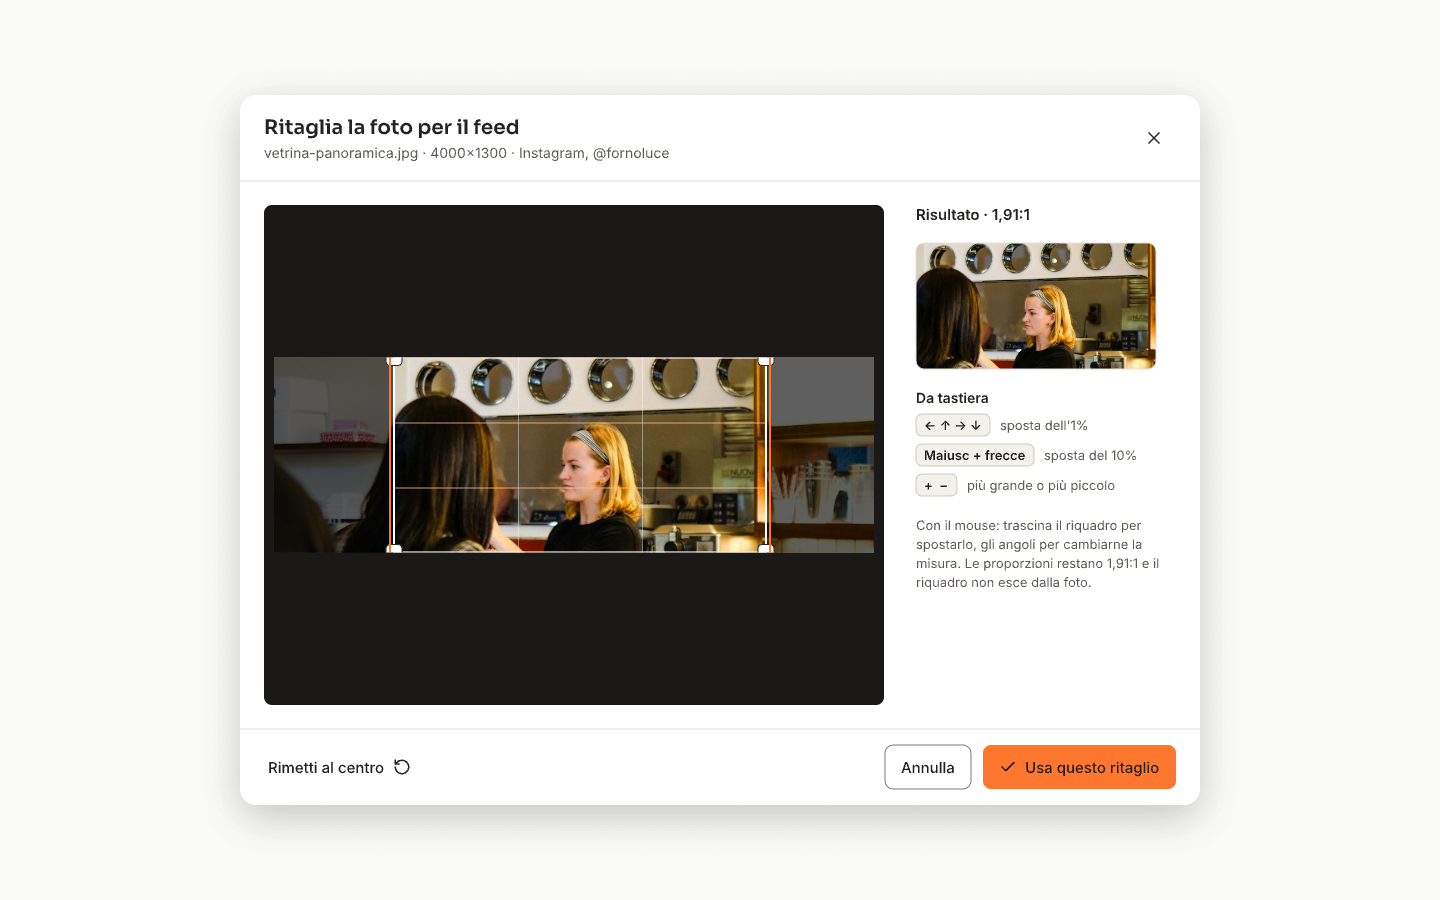 Ritaglia la foto per il feed
vetrina-panoramica.jpg · 4000×1300 · Instagram, @fornoluce
Risultato · 1,91:1
Da tastiera
← ↑ → ↓ sposta dell'1%
Maiusc + frecce sposta del 10%
+ − più grande o più piccolo
Con il mouse: trascina il riquadro per
spostarlo, gli angoli per cambiarne la
misura. Le proporzioni restano 1,91:1 e il
riquadro non esce dalla foto.
Rimetti al centro
Annulla
Usa questo ritaglio